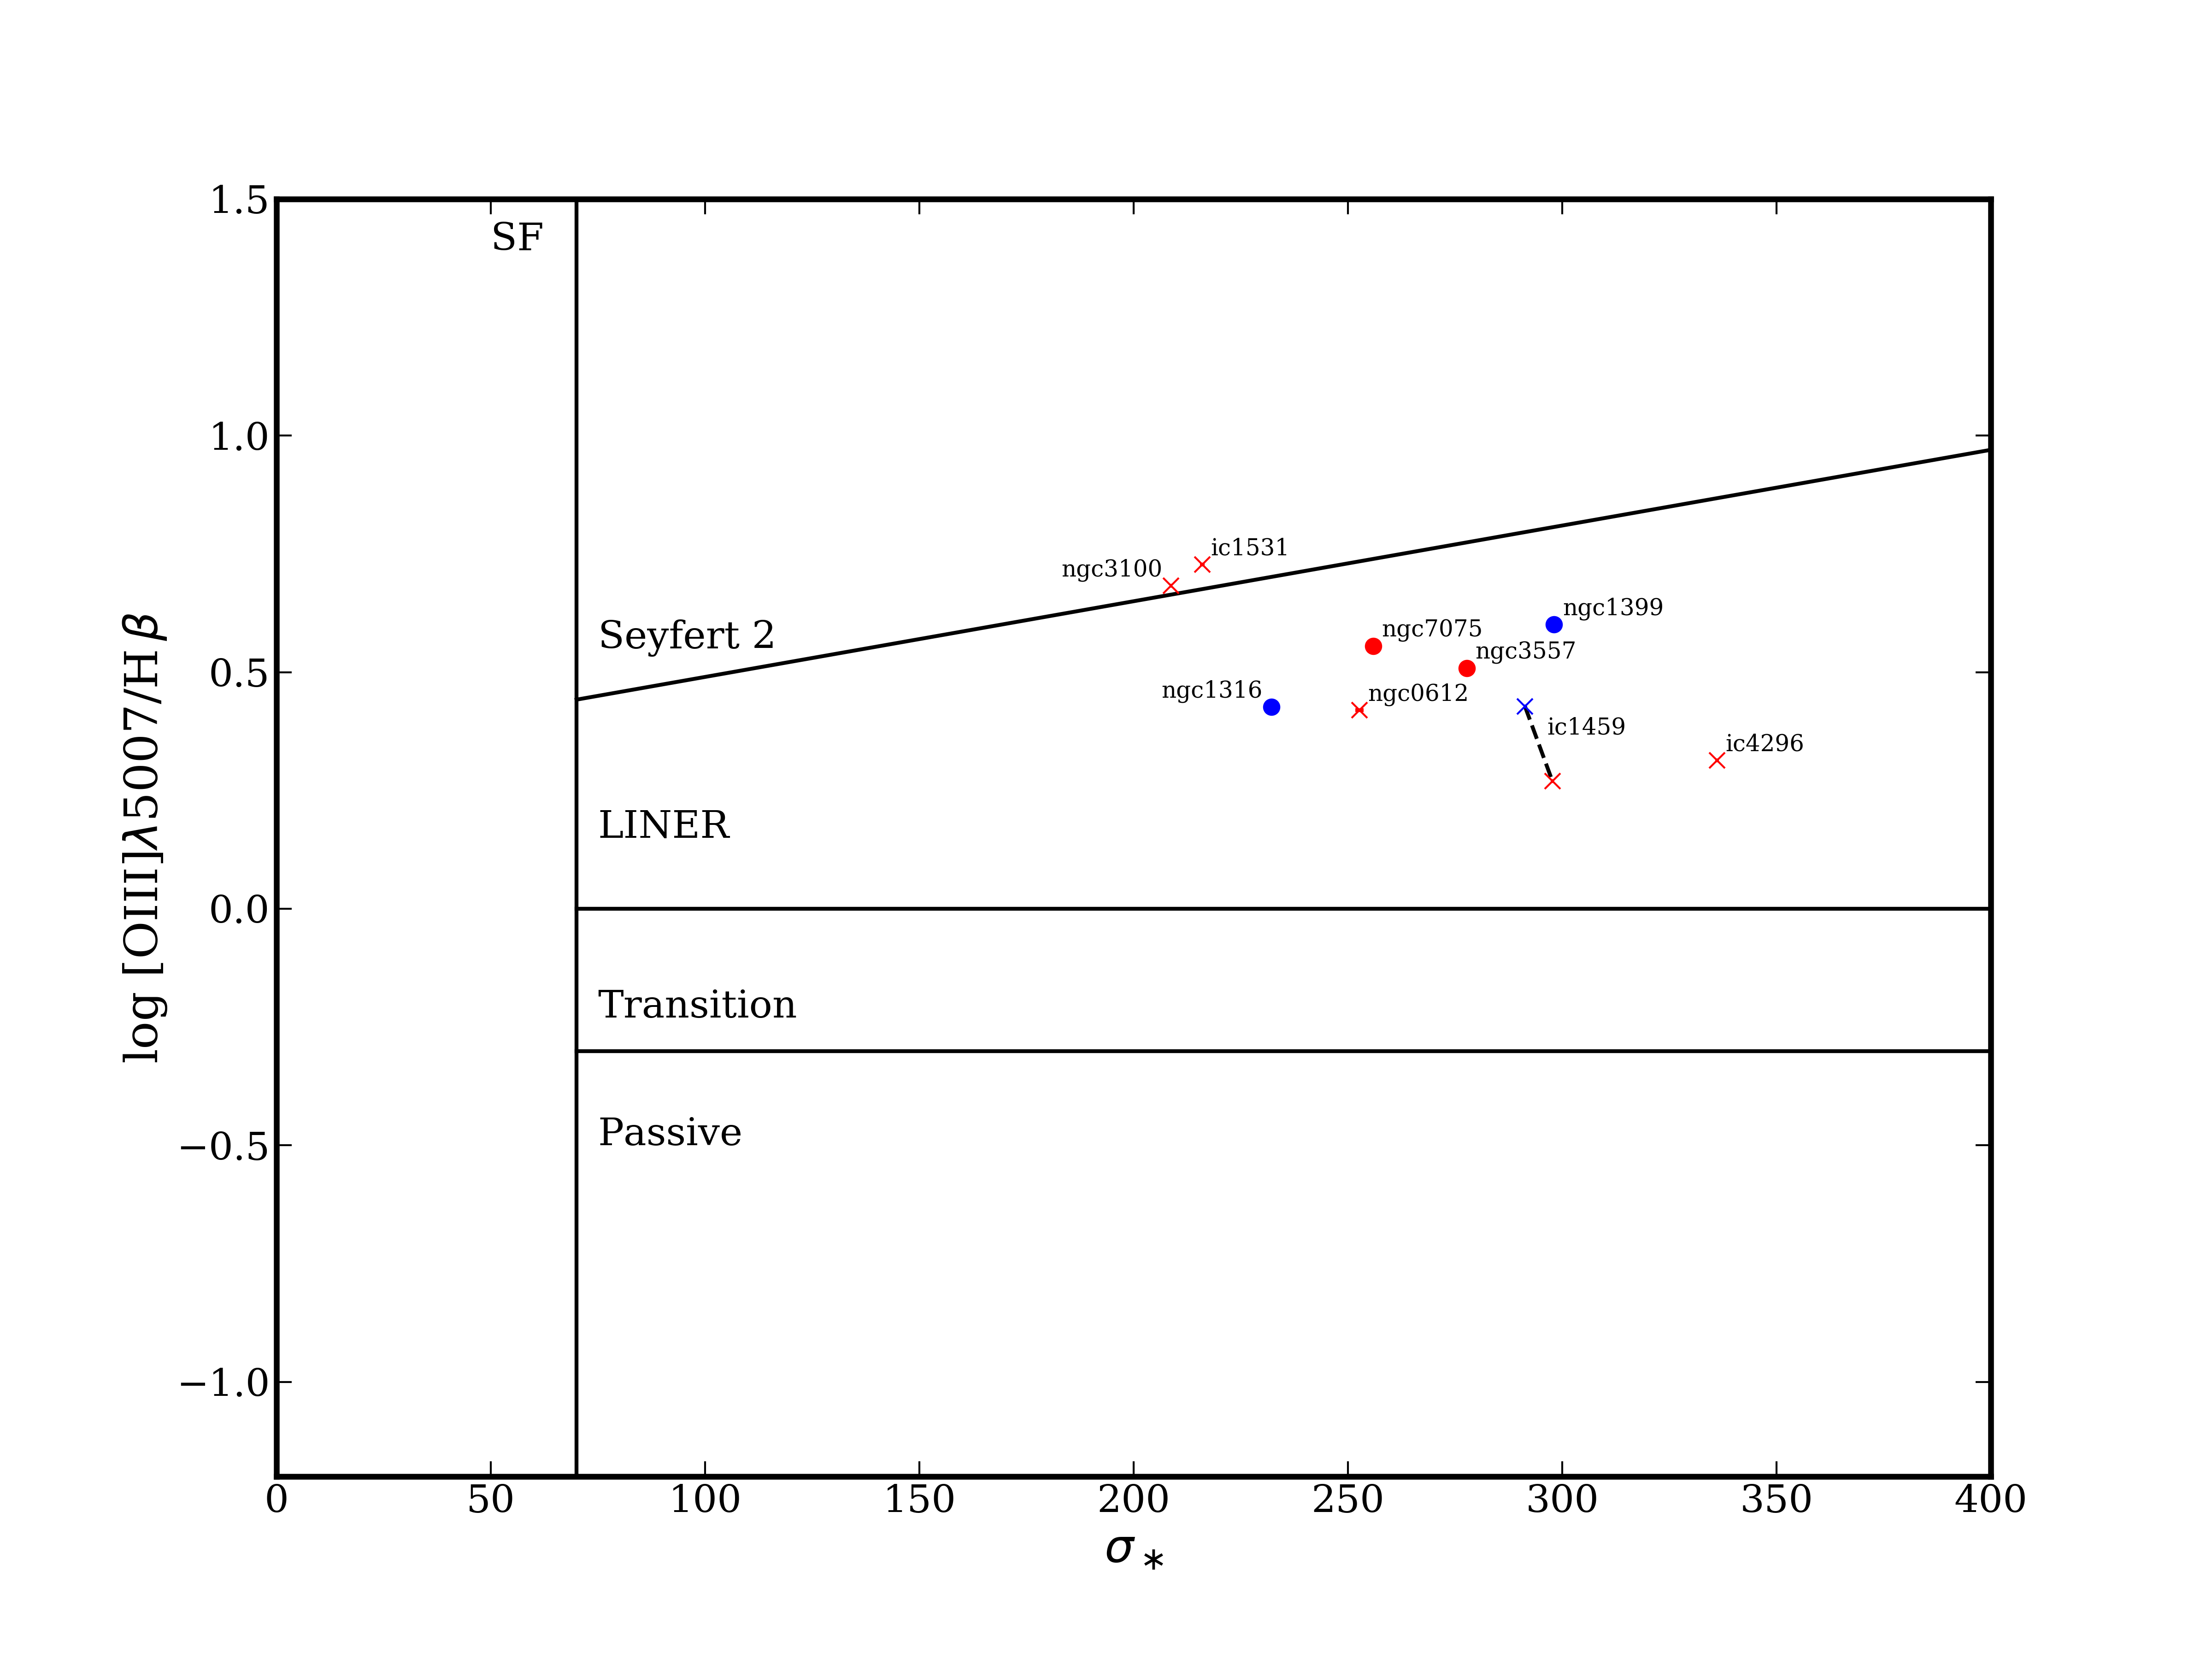 1.5
1.0
0.5
0.0
−0.5
−1.0
log [OIII]λ5007/H β
SF
ic1531
ngc3100
ngc1399
ngc7075
Seyfert 2
ngc3557
ngc1316
ngc0612
ic1459
ic4296
LINER
Transition
Passive
0 50 100 150 200 250 300 350 400
σ∗